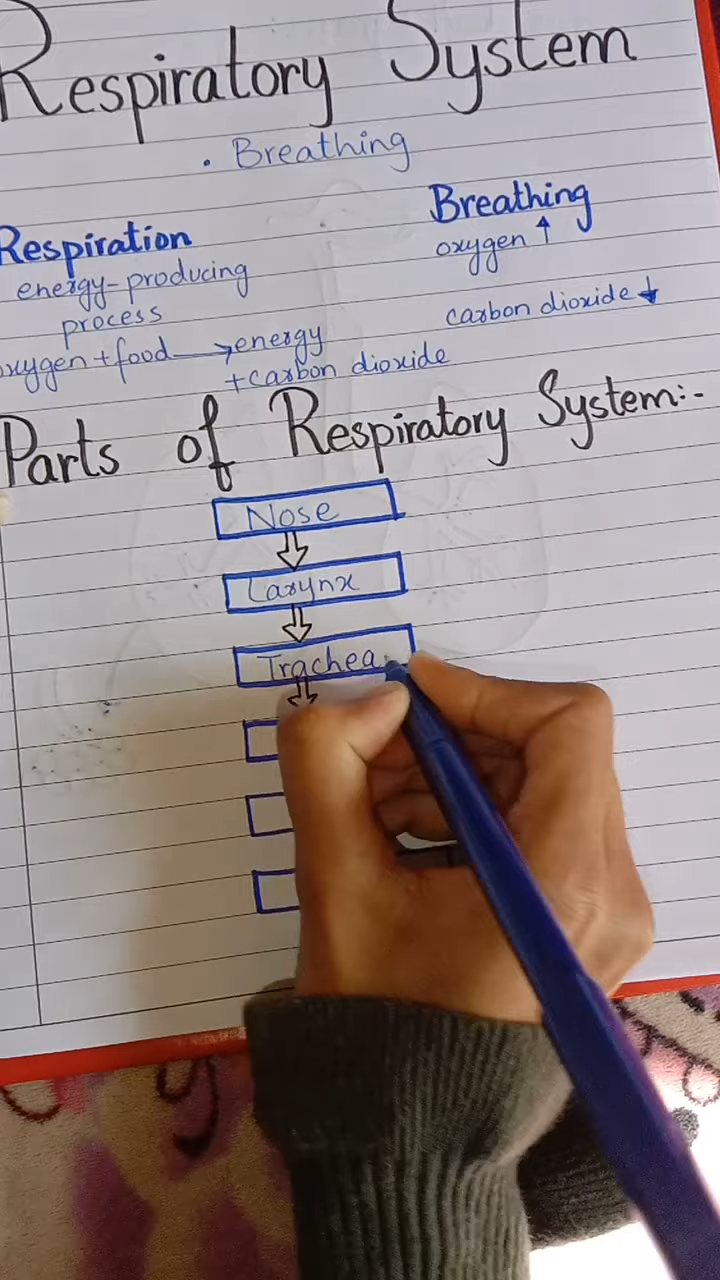 Respiratory System
• Breathing
Respiration
energy-producing
process
oxygen + food → energy
+ carbon dioxide
Breathing
oxygen ↑
carbon dioxide ↓
Parts of Respiratory System:-
Nose
Larynx
Trachea